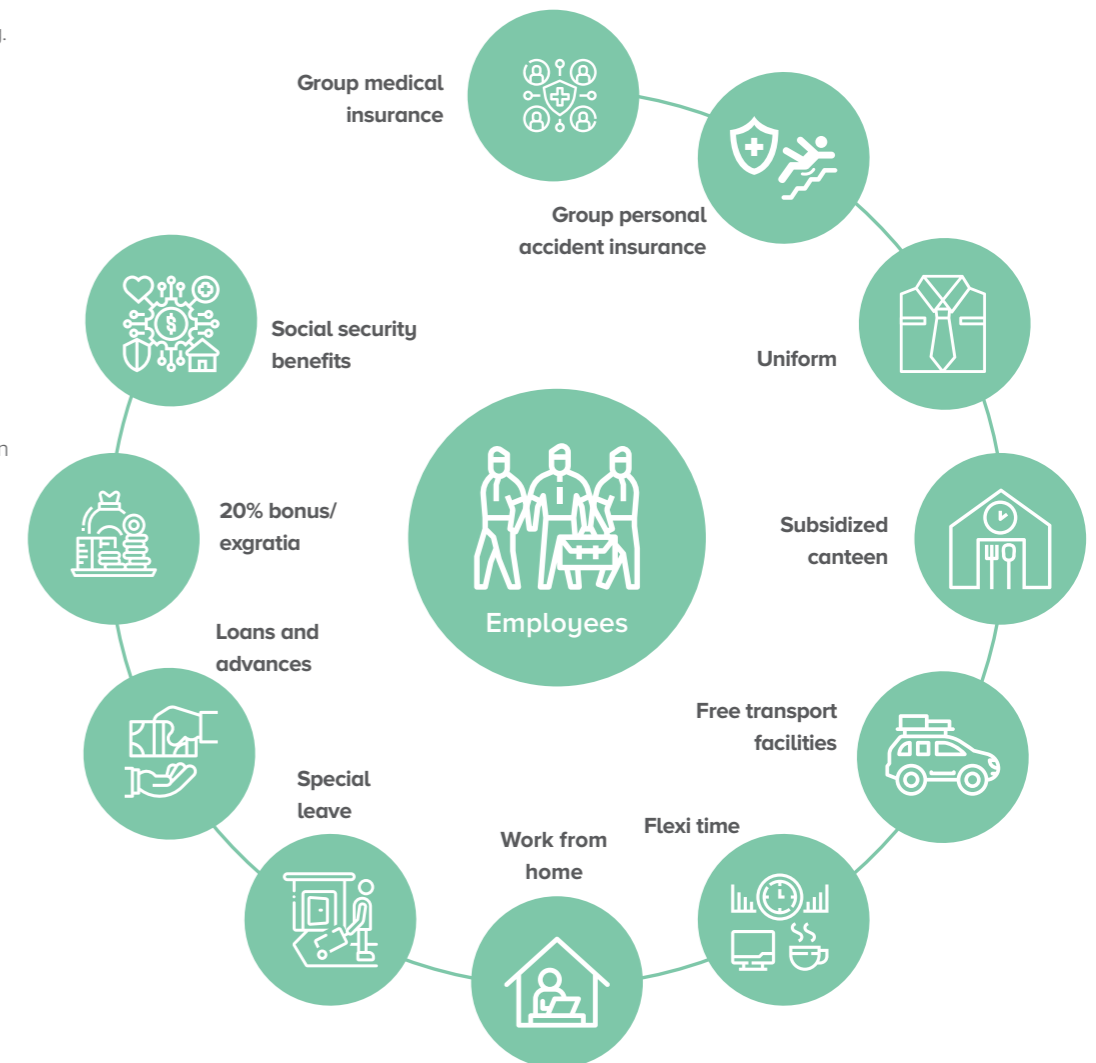 g.
Group medical
insurance
Group personal
accident insurance
Social security
benefits
Uniform
n
20% bonus/
exgratia
Subsidized
canteen
Employees
Loans and
advances
Free transport
facilities
Special
leave
Flexi time
Work from
home